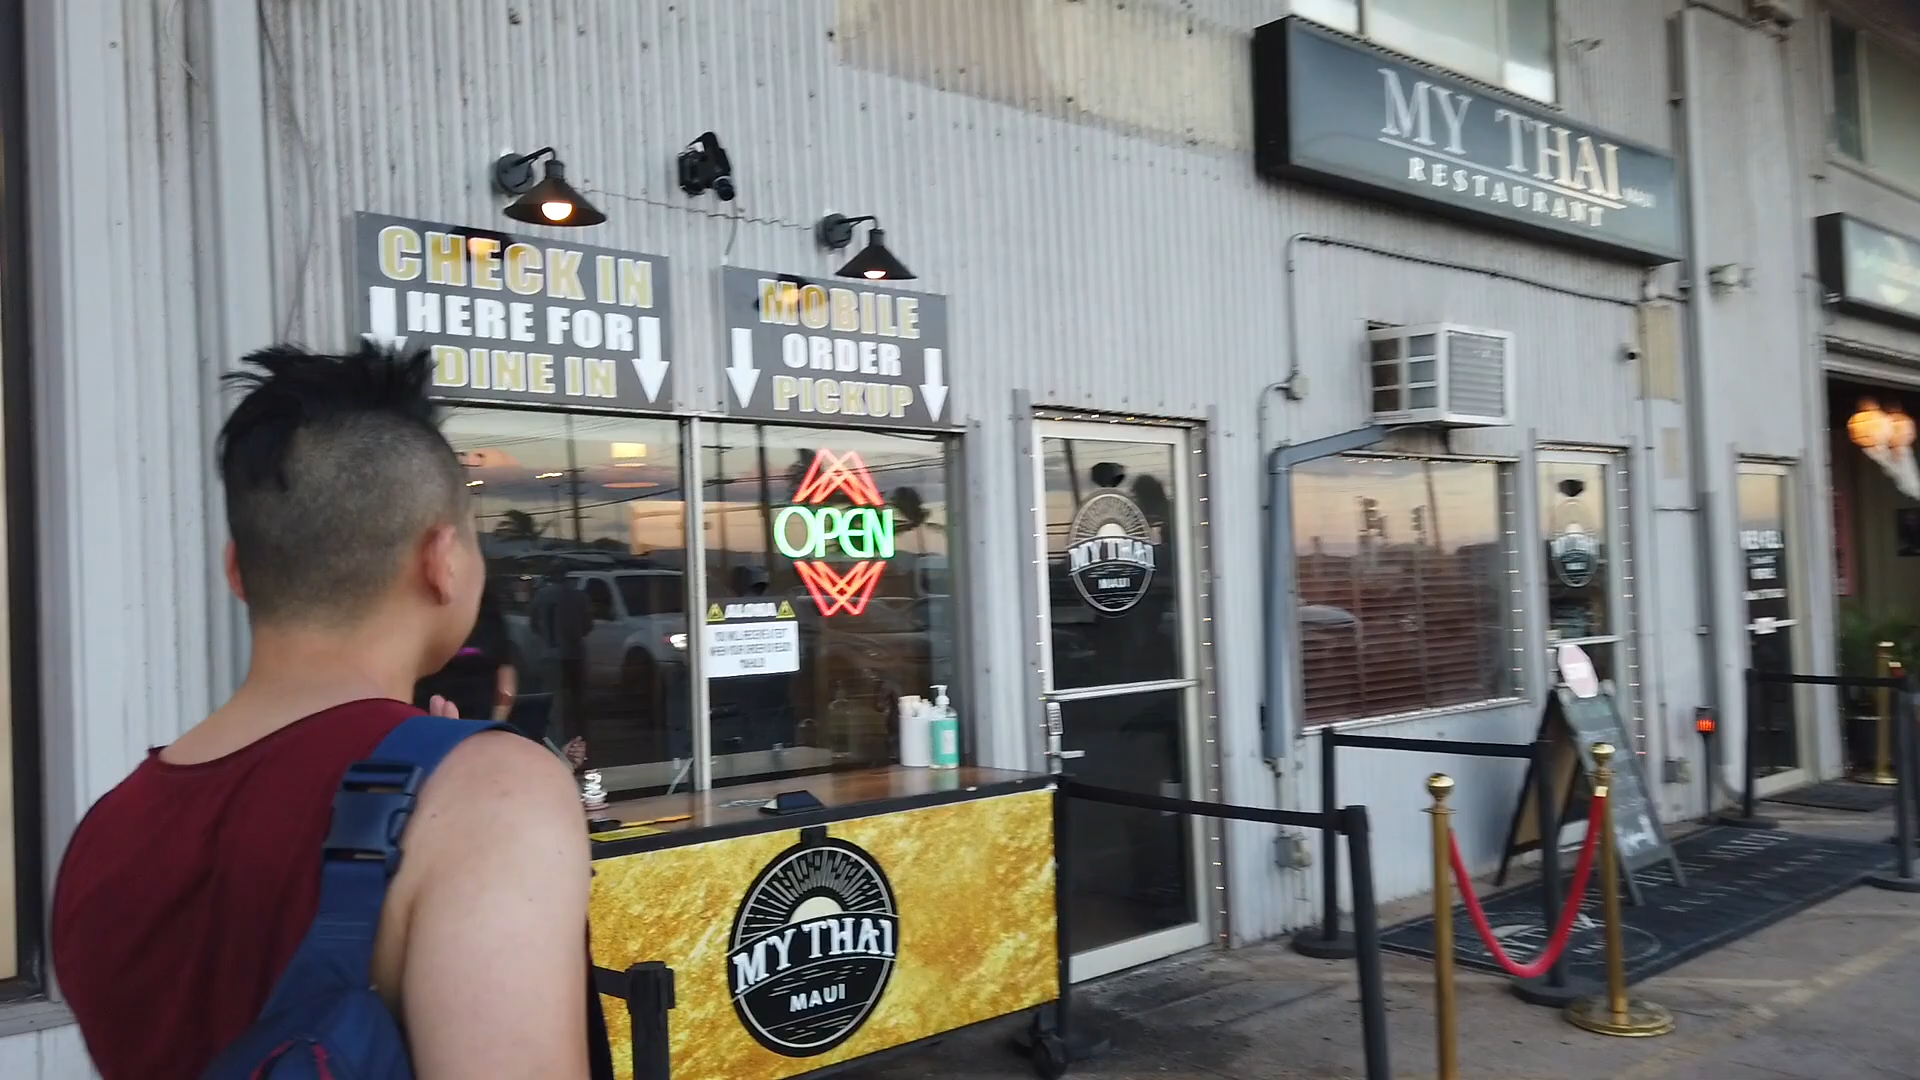 MY THAI
RESTAURANT
CHECK IN
HERE FOR
DINE IN
MOBILE
ORDER
PICKUP
OPEN
ALOHA
MY THAI
MAUI
MY THAI
MY THAI
MAUI